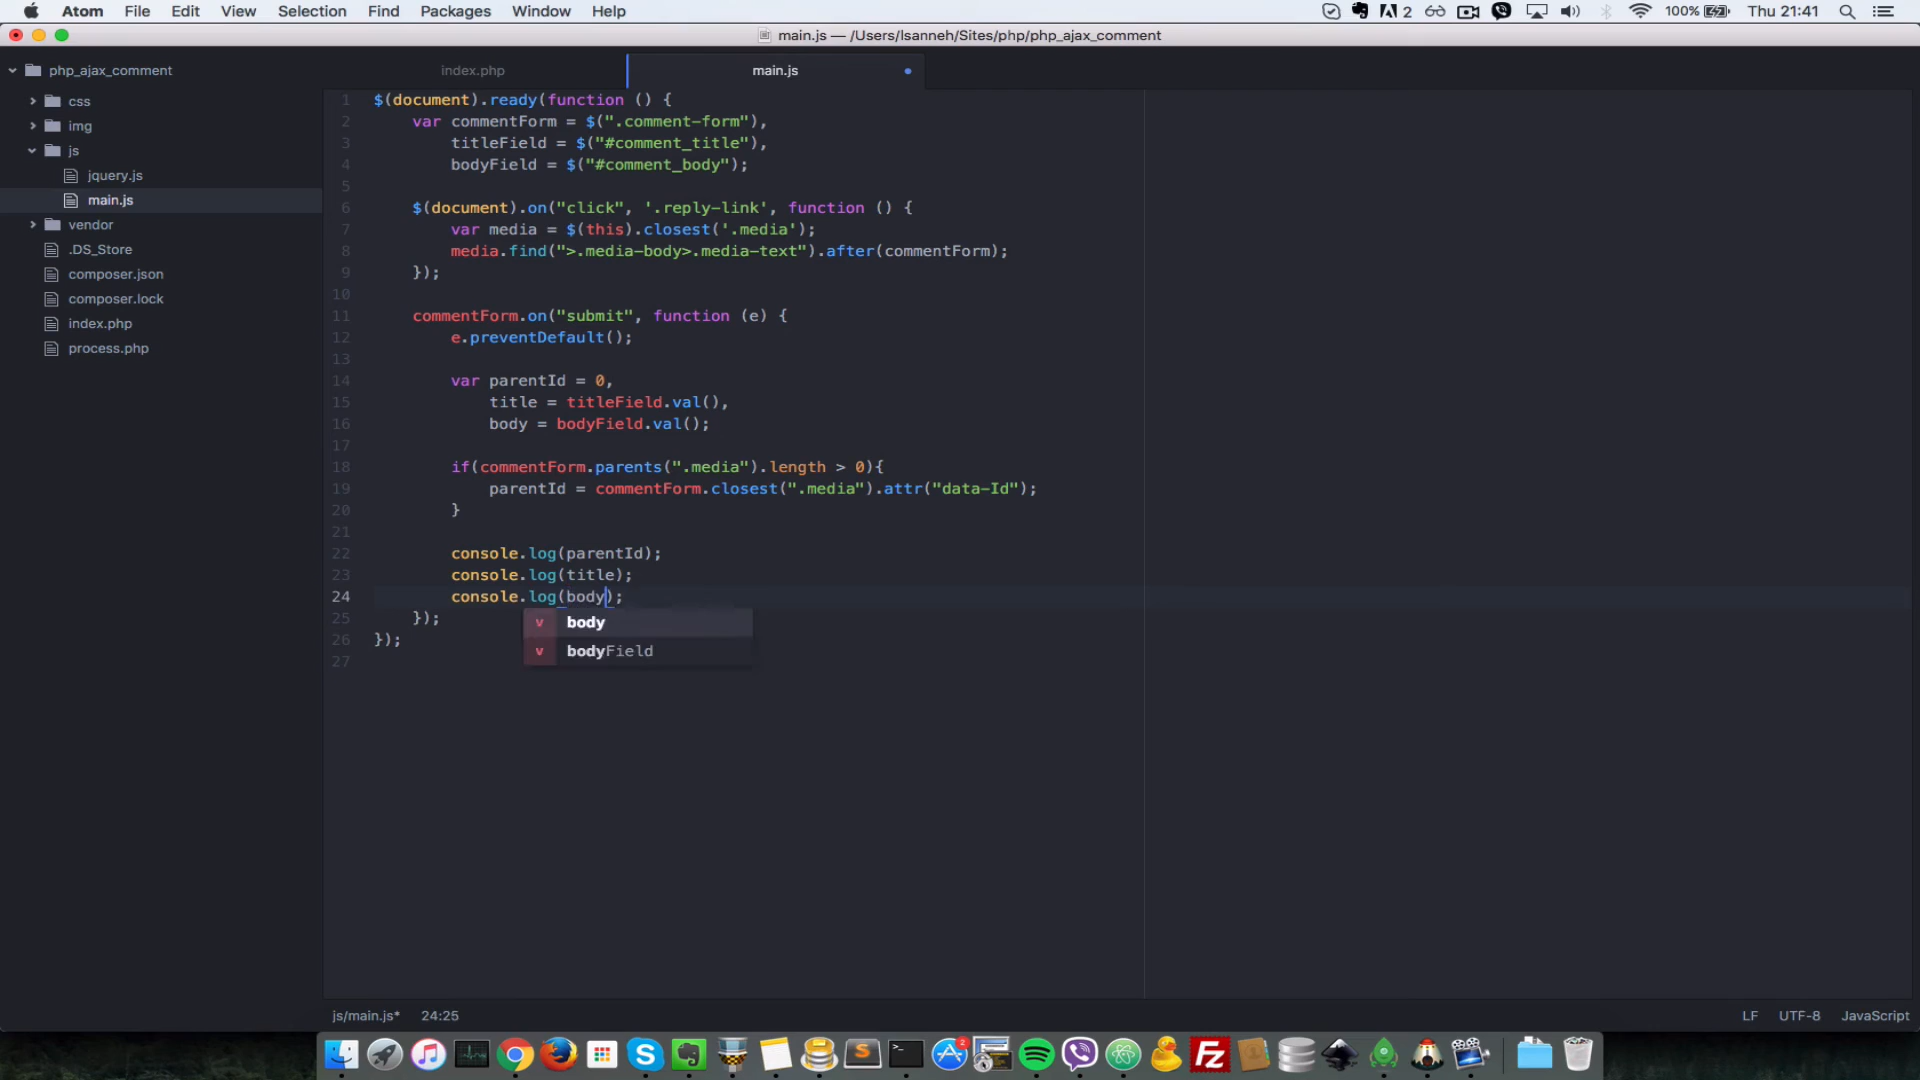 Atom File Edit View Selection Find Packages Window Help 2 100% Thu 21:41
main.js — /Users/lsanneh/Sites/php/php_ajax_comment
php_ajax_comment
css
img
js
jquery.js
main.js
vendor
.DS_Store
composer.json
composer.lock
index.php
process.php
index.php main.js
1 $(document).ready(function () {
2 var commentForm = $(".comment-form"),
3 titleField = $("#comment_title"),
4 bodyField = $("#comment_body");
5
6 $(document).on("click", '.reply-link', function () {
7 var media = $(this).closest('.media');
8 media.find(">.media-body>.media-text").after(commentForm);
9 });
10
11 commentForm.on("submit", function (e) {
12 e.preventDefault();
13
14 var parentId = 0,
15 title = titleField.val(),
16 body = bodyField.val();
17
18 if(commentForm.parents(".media").length > 0){
19 parentId = commentForm.closest(".media").attr("data-Id");
20 }
21
22 console.log(parentId);
23 console.log(title);
24 console.log(body);
25 });
26 });
27
v body
v bodyField
js/main.js* 24:25 LF UTF-8 JavaScript
2